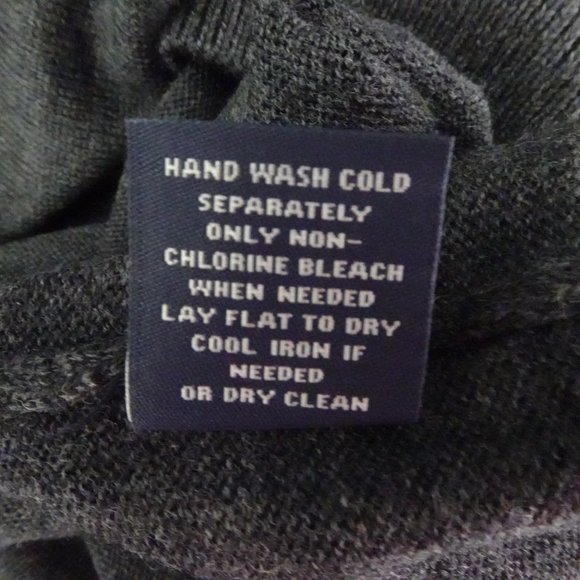 HAND WASH COLD
SEPARATELY
ONLY NON-
CHLORINE BLEACH
WHEN NEEDED
LAY FLAT TO DRY
COOL IRON IF
NEEDED
OR DRY CLEAN